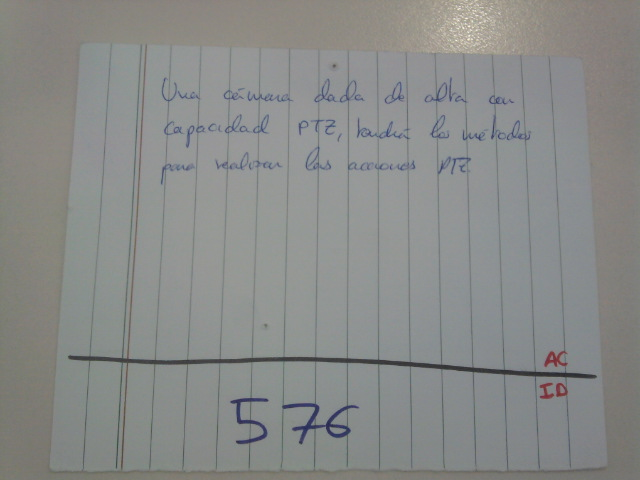 Una cámara dada de alta con
capacidad PTZ, tendrá los métodos
para realizar las acciones PTZ
AC
ID
576